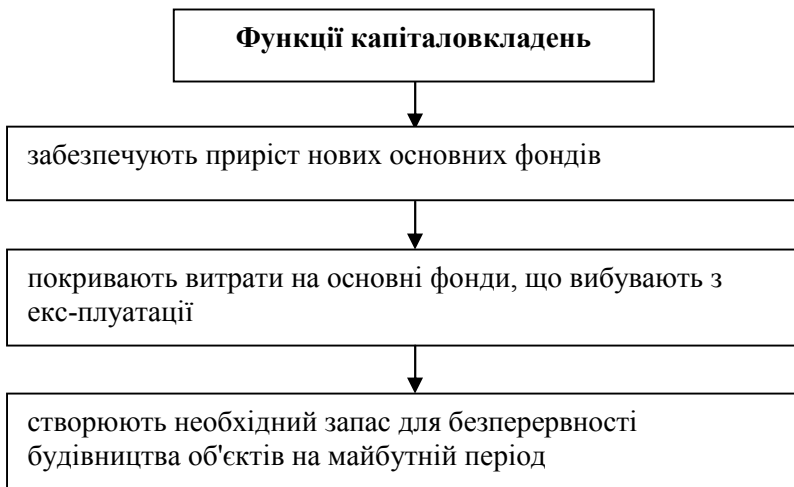 Функції капіталовкладень
забезпечують приріст нових основних фондів
покривають витрати на основні фонди, що вибувають з
екс-плуатації
створюють необхідний запас для безперервності
будівництва об'єктів на майбутній період